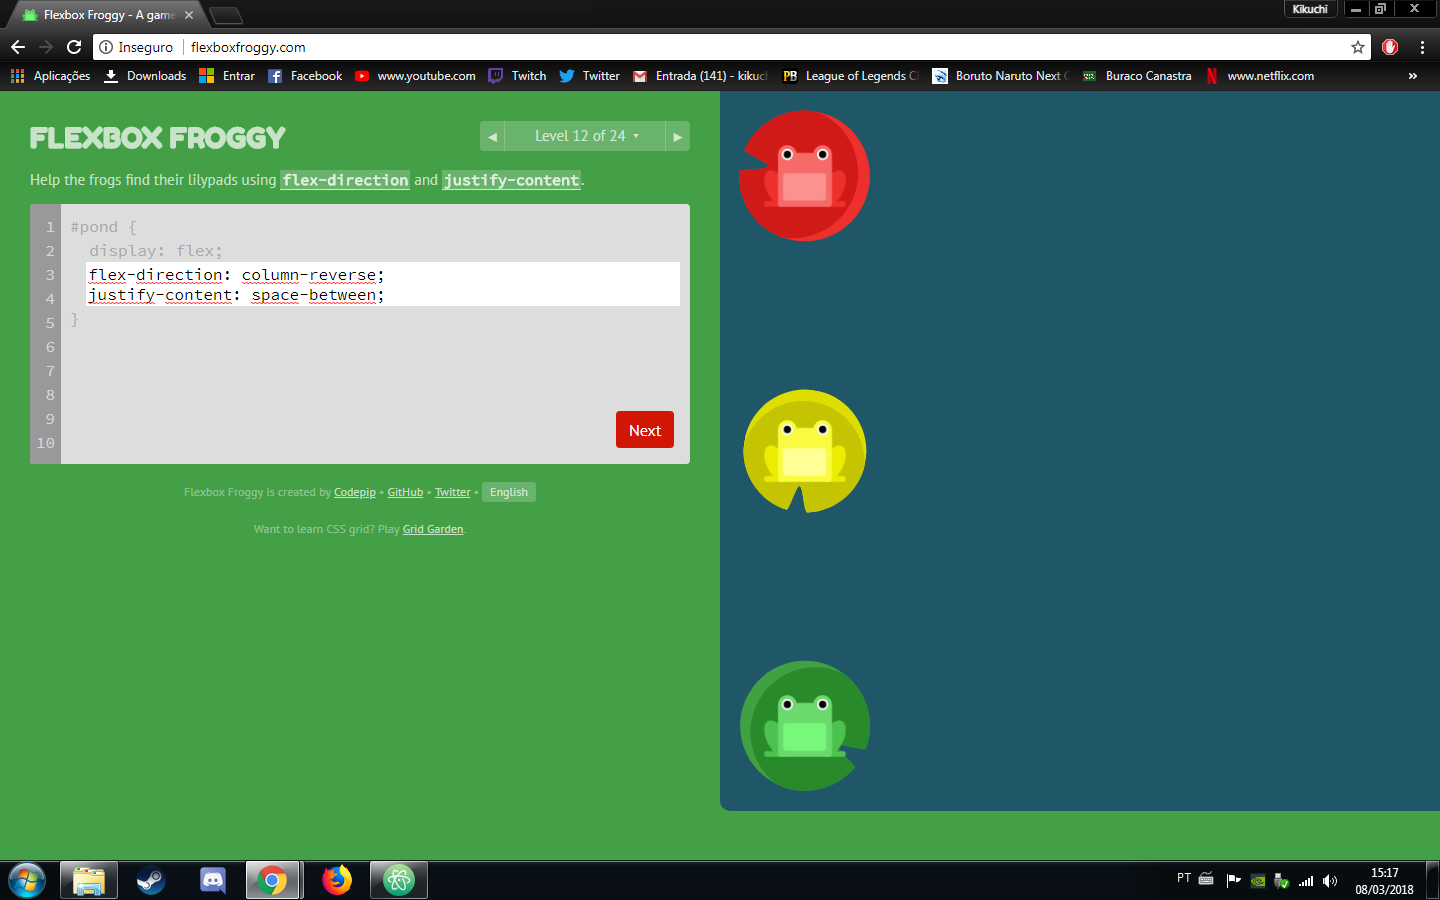 Flexbox Froggy - A game
Kikuchi
Inseguro flexboxfroggy.com
Aplicações Downloads Entrar Facebook www.youtube.com Twitch Twitter Entrada (141) - kikuch League of Legends C Boruto Naruto Next Buraco Canastra www.netflix.com »
FLEXBOX FROGGY
Level 12 of 24
Help the frogs find their lilypads using flex-direction and justify-content.
1 #pond {
2 display: flex;
3 flex-direction: column-reverse;
4 justify-content: space-between;
5 }
6
7
8
9
10
Next
Flexbox Froggy is created by Codepip • GitHub • Twitter • English
Want to learn CSS grid? Play Grid Garden.
PT
15:17
08/03/2018